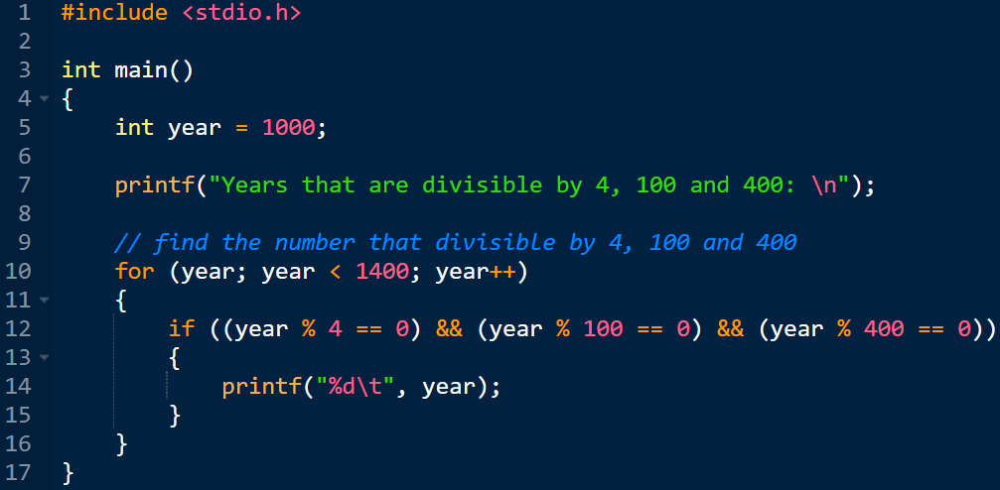 1 #include <stdio.h>
2
3 int main()
4 {
5     int year = 1000;
6
7     printf("Years that are divisible by 4, 100 and 400: \n");
8
9     // find the number that divisible by 4, 100 and 400
10     for (year; year < 1400; year++)
11     {
12         if ((year % 4 == 0) && (year % 100 == 0) && (year % 400 == 0))
13         {
14             printf("%d\t", year);
15         }
16     }
17 }